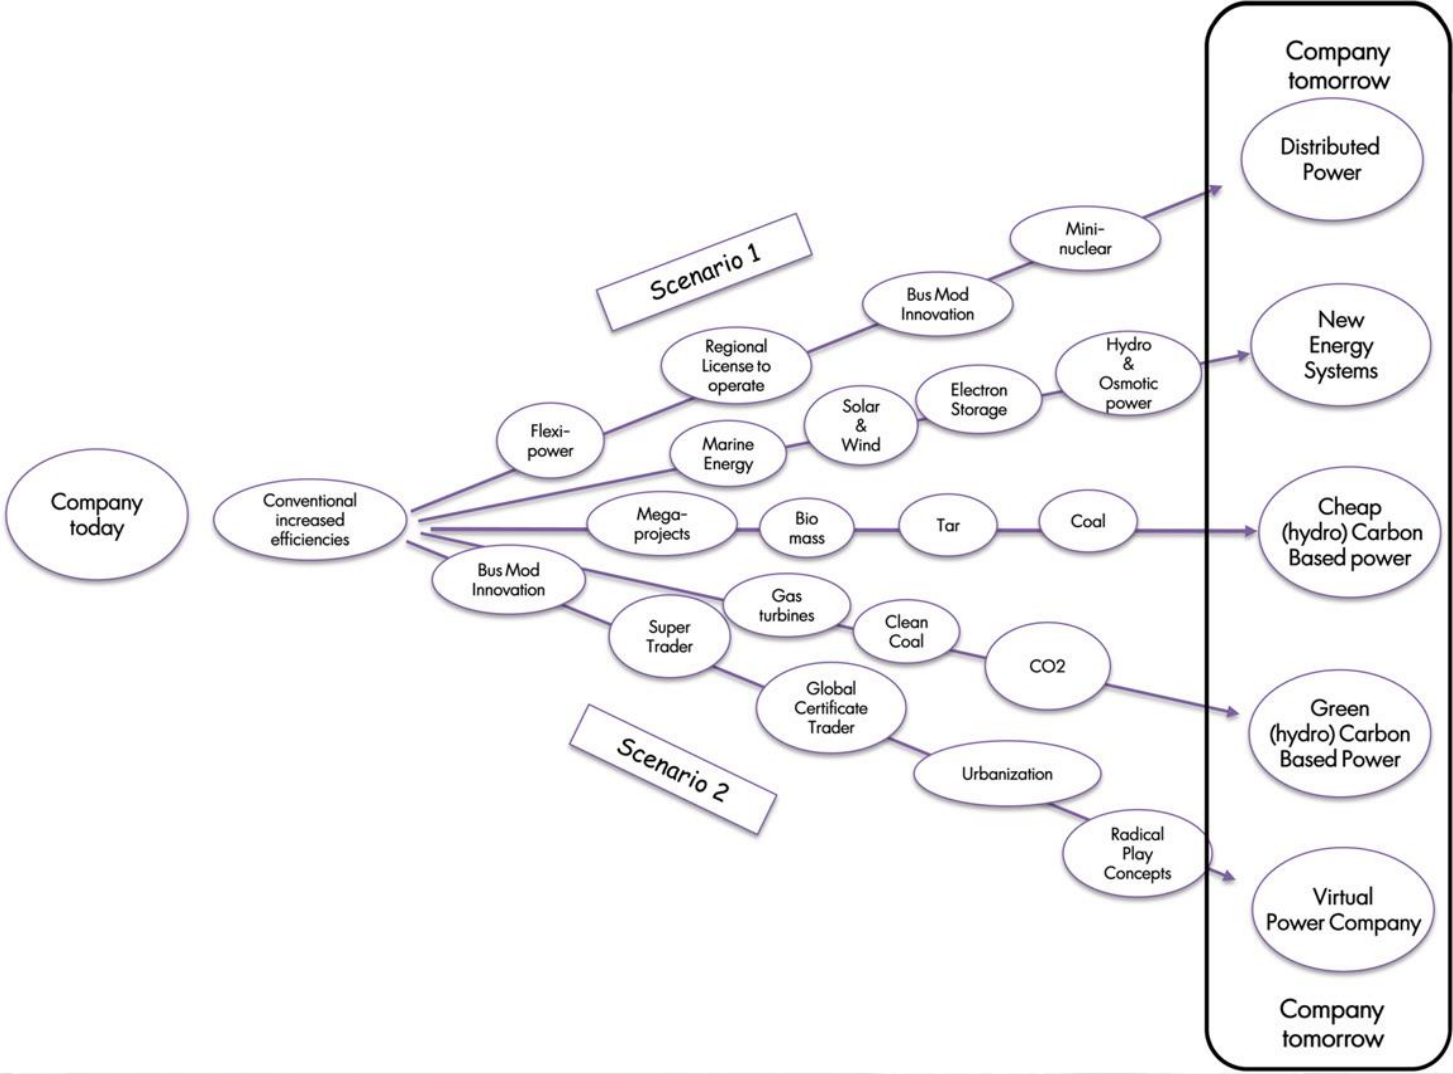 Company
tomorrow
Distributed
Power
Scenario 1
Mini-
nuclear
Bus Mod
Innovation
Regional
License to
operate
Flexi-
power
New
Energy
Systems
Hydro
&
Osmotic
power
Electron
Storage
Solar
&
Wind
Marine
Energy
Company
today
Conventional
increased
efficiencies
Mega-
projects
Bio
mass
Tar
Coal
Cheap
(hydro) Carbon
Based power
Bus Mod
Innovation
Gas
turbines
Clean
Coal
CO2
Green
(hydro) Carbon
Based Power
Super
Trader
Global
Certificate
Trader
Urbanization
Radical
Play
Concepts
Virtual
Power Company
Scenario 2
Company
tomorrow